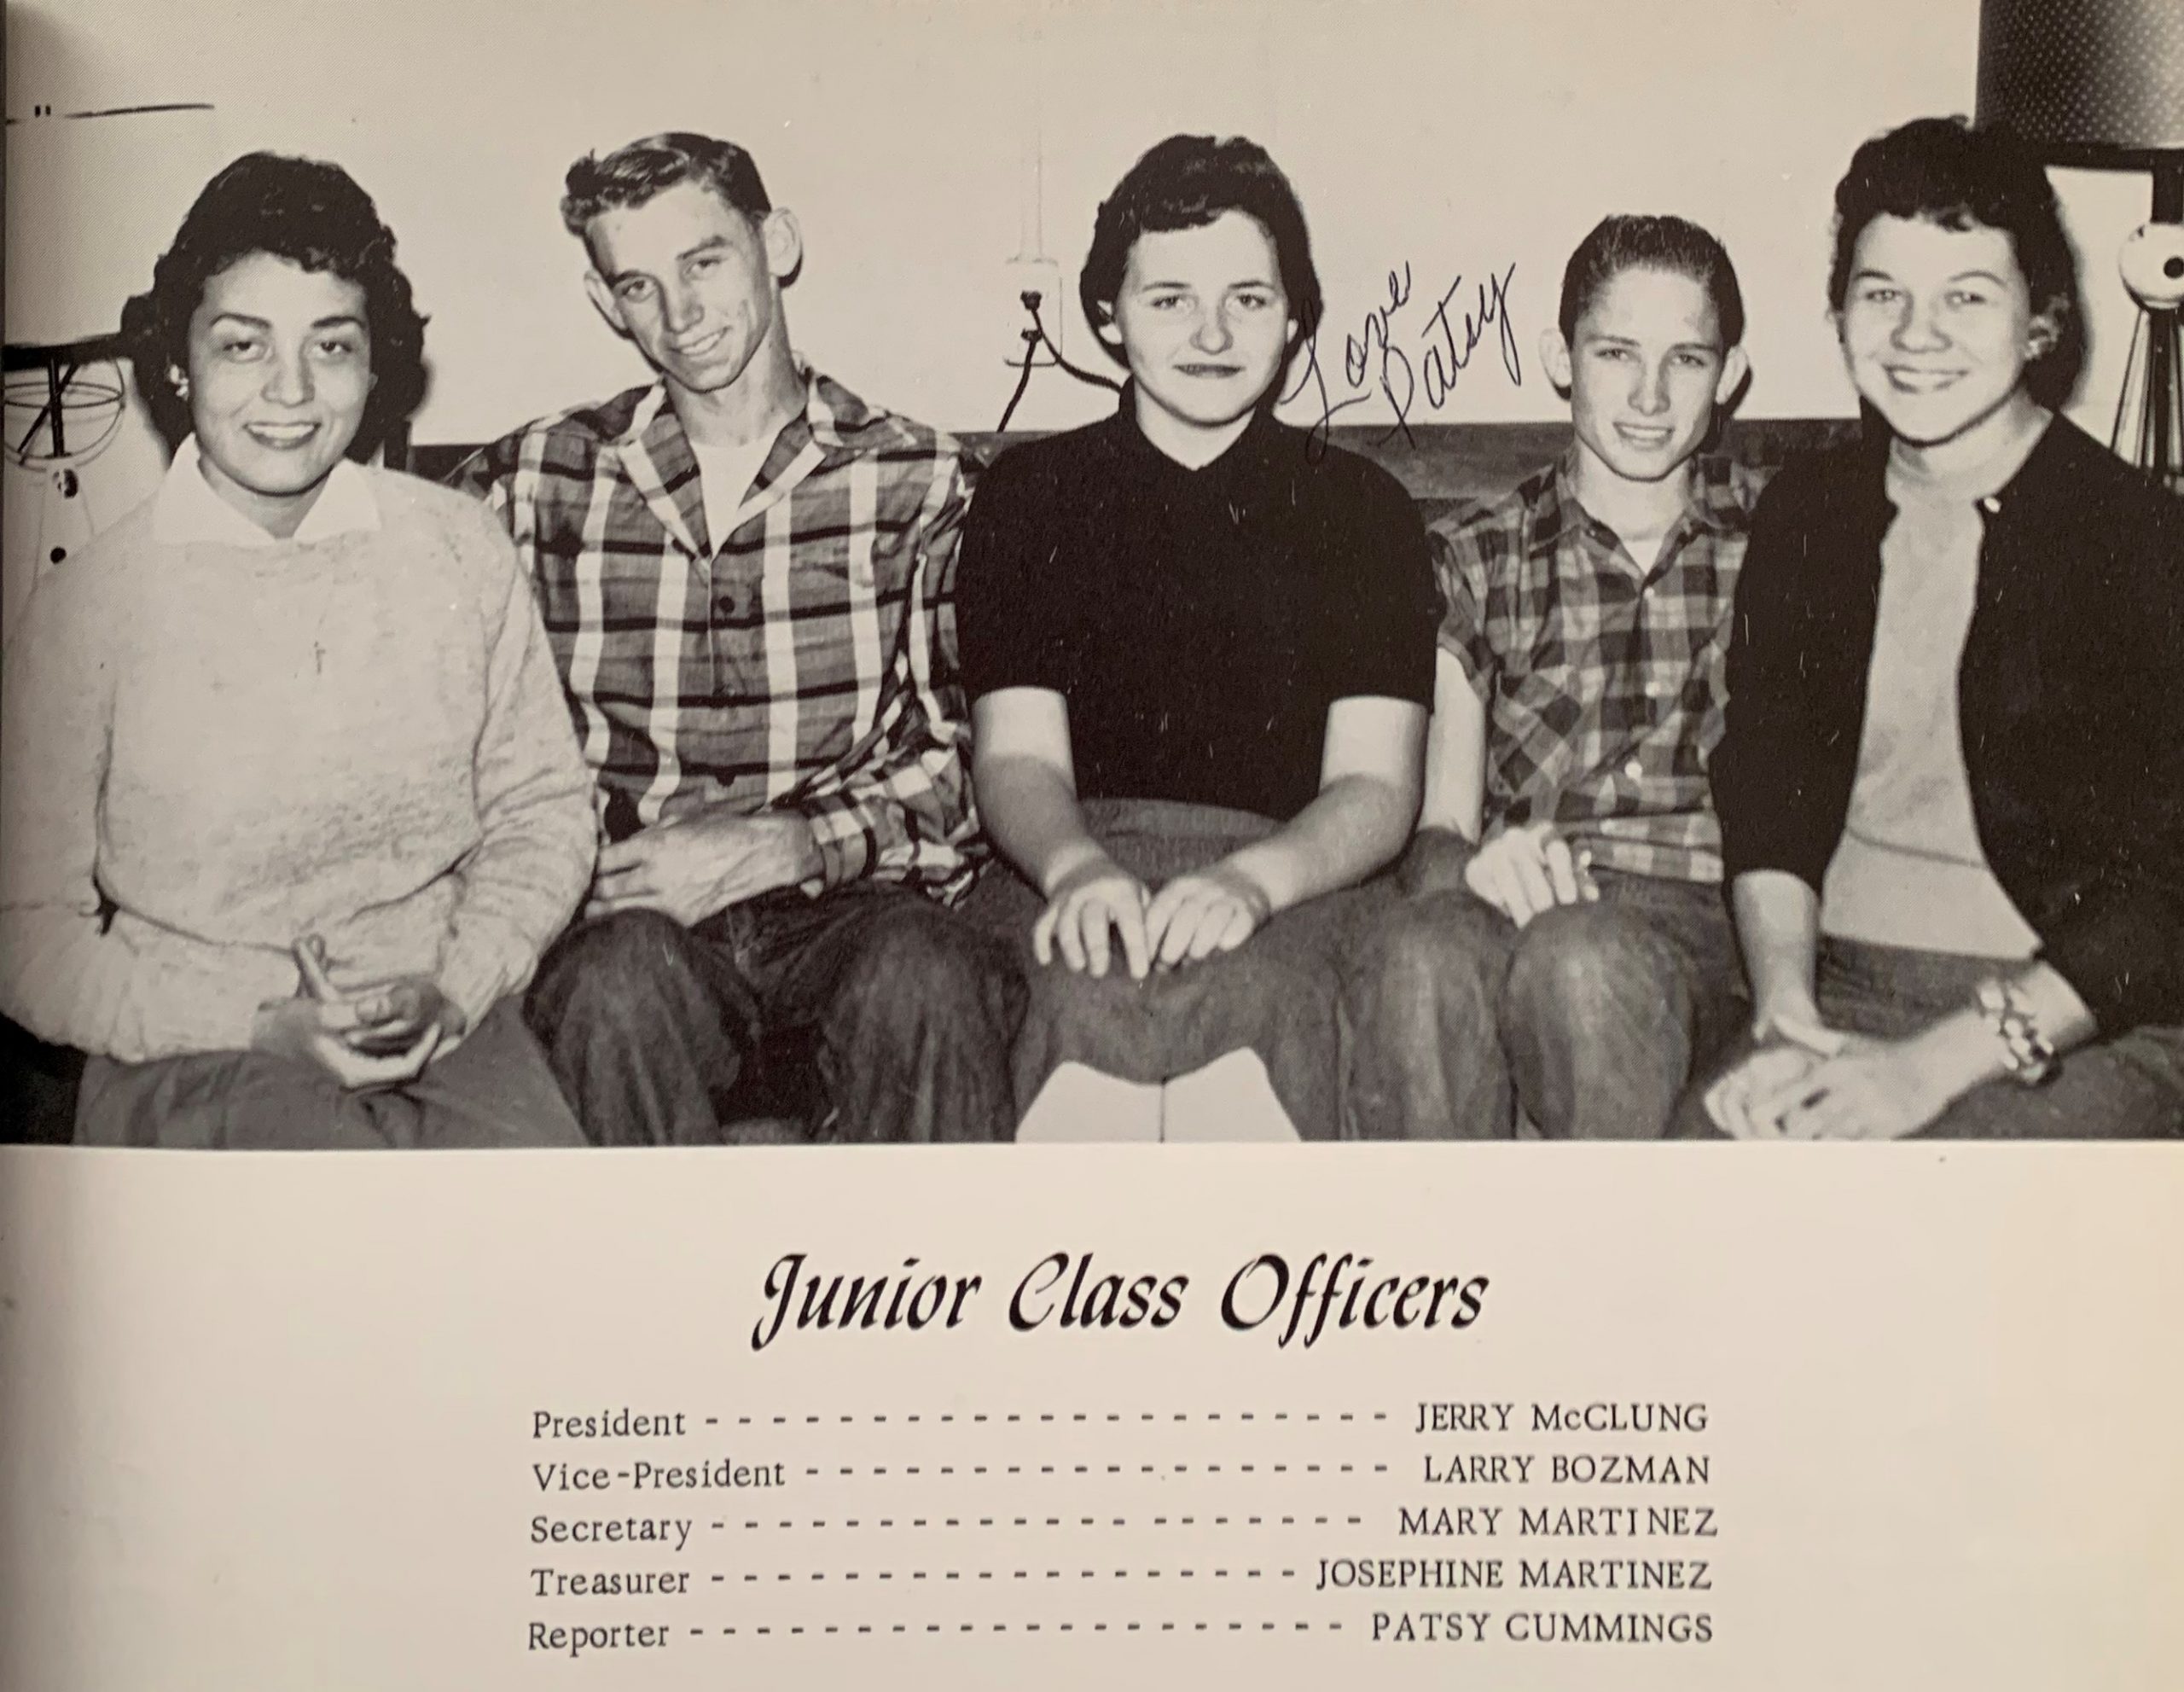 Love
Patsy
Junior Class Officers
President - - - - - - - - - - - - - - - - - - - - - JERRY McCLUNG
Vice-President - - - - - - - - - - - - - - - - - - LARRY BOZMAN
Secretary - - - - - - - - - - - - - - - - - - - - MARY MARTINEZ
Treasurer - - - - - - - - - - - - - - - - - - JOSEPHINE MARTINEZ
Reporter - - - - - - - - - - - - - - - - - - - - PATSY CUMMINGS